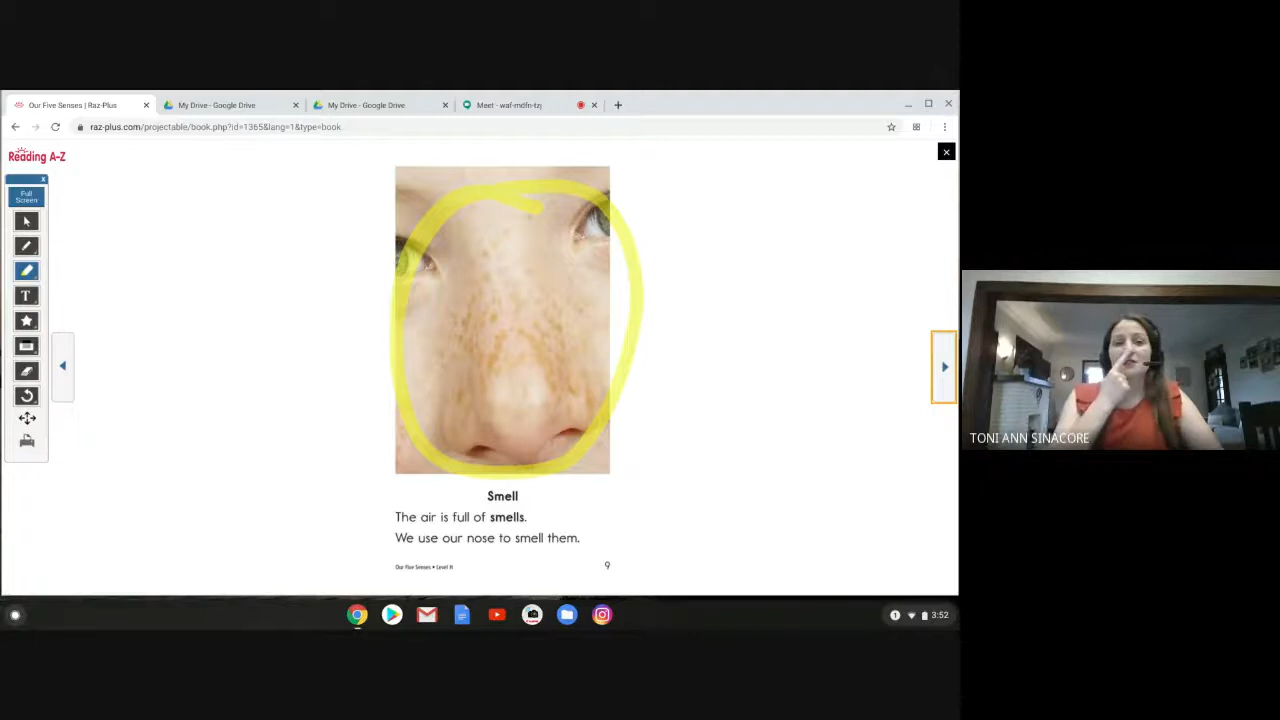 Our Five Senses | Raz-Plus
My Drive - Google Drive
My Drive - Google Drive
Meet - waf-mdfn-tzj
raz-plus.com/projectable/book.php?id=1365&lang=1&type=book
Reading A-Z
x
Full
Screen
T
Smell
The air is full of smells.
We use our nose to smell them.
Our Five Senses • Level H
9
TONI ANN SINACORE
1
3:52